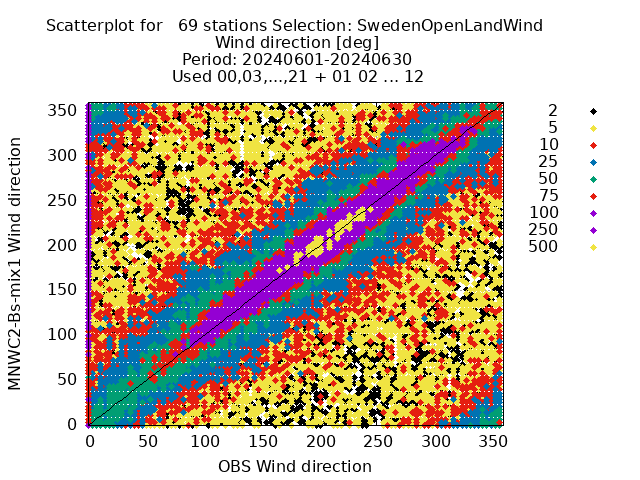 Scatterplot for 69 stations Selection: SwedenOpenLandWind
Wind direction [deg]
Period: 20240601-20240630
Used 00,03,...,21 + 01 02 ... 12
MNWC2-Bs-mix1 Wind direction
350
300
250
200
150
100
50
0
0 50 100 150 200 250 300 350
OBS Wind direction
2
5
10
25
50
75
100
250
500